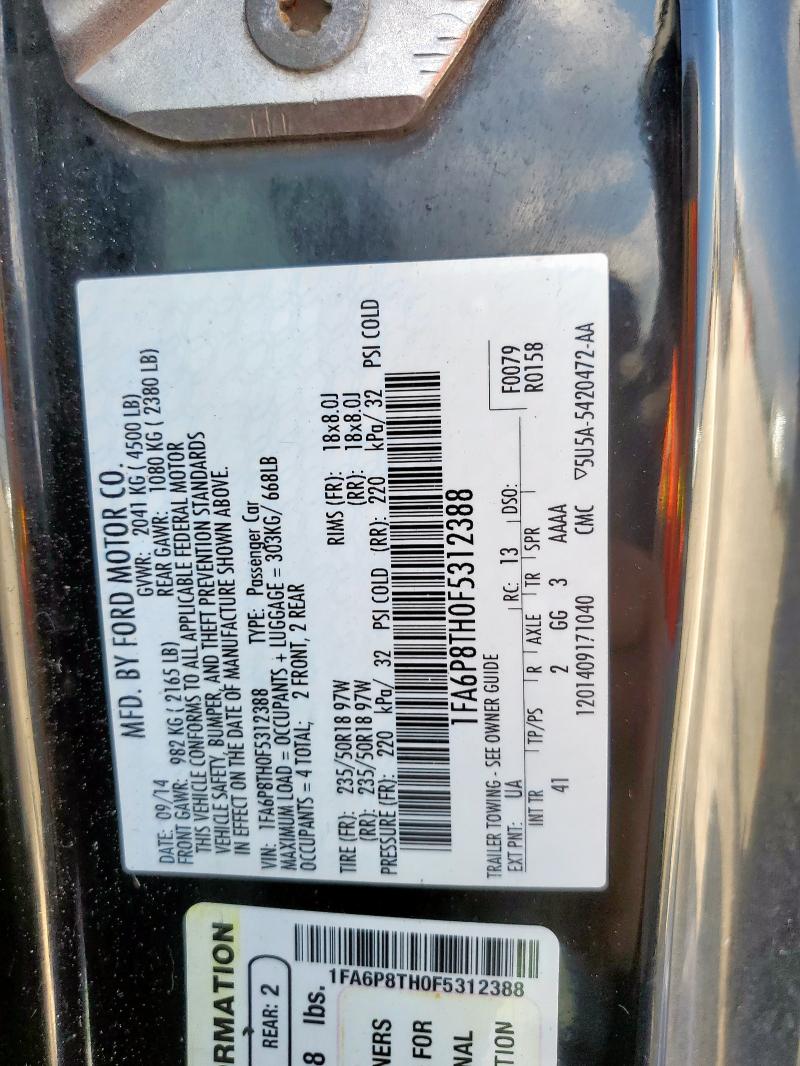 MFD. BY FORD MOTOR CO.
DATE: 09/14 GVWR: 2041 KG ( 4500 LB)
FRONT GAWR: 982 KG ( 2165 LB) REAR GAWR: 1080 KG ( 2380 LB)
THIS VEHICLE CONFORMS TO ALL APPLICABLE FEDERAL MOTOR
VEHICLE SAFETY, BUMPER, AND THEFT PREVENTION STANDARDS
IN EFFECT ON THE DATE OF MANUFACTURE SHOWN ABOVE.
VIN: 1FA6P8TH0F5312388 TYPE: Passenger Car
MAXIMUM LOAD = OCCUPANTS + LUGGAGE = 303KG/ 668LB
OCCUPANTS = 4 TOTAL; 2 FRONT, 2 REAR
TIRE (FR): 235/50R18 97W RIMS (FR): 18x8.0J
(RR): 235/50R18 97W (RR): 18x8.0J
PRESSURE (FR): 220 kPa/ 32 PSI COLD (RR): 220 kPa/ 32 PSI COLD
1FA6P8TH0F5312388
TRAILER TOWING - SEE OWNER GUIDE
EXT PNT: UA RC: 13 DSO: F0079
R0158
INT TR TP/PS R AXLE TR SPR
41 2 GG 3 AAAA
1201409171040 CMC ▽5U5A-5420472-AA
RMATION
REAR: 2
8 lbs.
1FA6P8TH0F5312388
NERS
FOR
NAL
TION